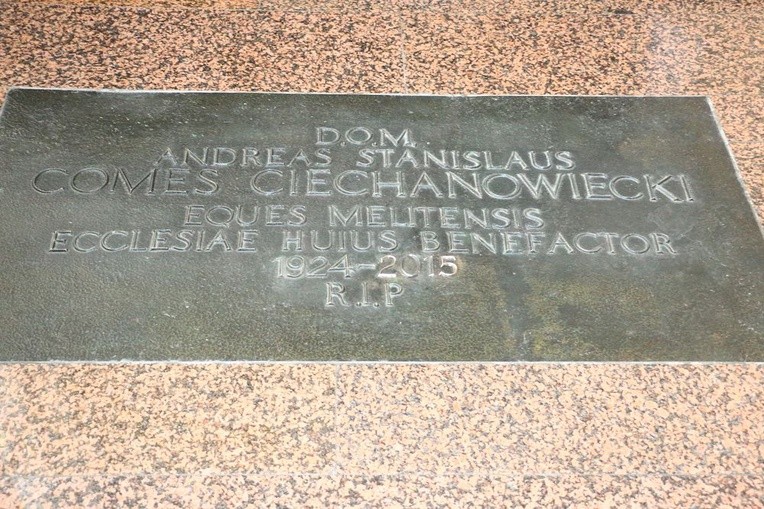 D.O.M.
ANDREAS STANISLAUS
COMES CIECHANOWIECKI
EQUES MELITENSIS
ECCLESIAE HUIUS BENEFACTOR
1924-2015
R.I.P